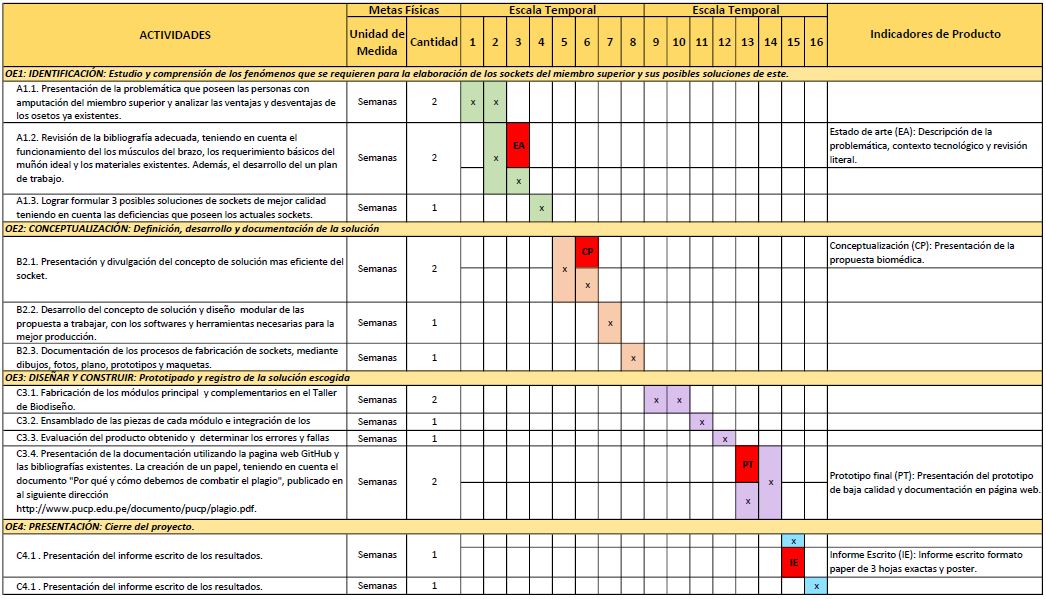 ACTIVIDADES
Metas Físicas
Escala Temporal
Escala Temporal
Indicadores de Producto
Unidad de
Medida
Cantidad
1 2 3 4 5 6 7 8 9 10 11 12 13 14 15 16
OE1: IDENTIFICACIÓN: Estudio y comprensión de los fenómenos que se requieren para la elaboración de los sockets del miembro superior y sus posibles soluciones de este.
A1.1. Presentación de la problemática que poseen las personas con
amputación del miembro superior y analizar las ventajas y desventajas de
los osetos ya existentes.
Semanas
2
x x
A1.2. Revisión de la bibliografía adecuada, teniendo en cuenta el
funcionamiento del los músculos del brazo, los requerimiento básicos del
muñón ideal y los materiales existentes. Además, el desarrollo del un plan
de trabajo.
Semanas
2
x
EA
x
Estado de arte (EA): Descripción de la
problemática, contexto tecnológico y revisión
literal.
A1.3. Lograr formular 3 posibles soluciones de sockets de mejor calidad
teniendo en cuenta las deficiencias que poseen los actuales sockets.
Semanas
1
x
OE2: CONCEPTUALIZACIÓN: Definición, desarrollo y documentación de la solución
B2.1. Presentación y divulgación del concepto de solución mas eficiente del
socket.
Semanas
2
x
CP
x
Conceptualización (CP): Presentación de la
propuesta biomédica.
B2.2. Desarrollo del concepto de solución y diseño modular de las
propuesta a trabajar, con los softwares y herramientas necesarias para la
mejor producción.
Semanas
1
x
B2.3. Documentación de los procesos de fabricación de sockets, mediante
dibujos, fotos, plano, prototipos y maquetas.
Semanas
1
x
OE3: DISEÑAR Y CONSTRUIR: Prototipado y registro de la solución escogida
C3.1. Fabricación de los módulos principal y complementarios en el Taller
de Biodiseño.
Semanas
2
x x
C3.2. Ensamblado de las piezas de cada módulo e integración de los
Semanas
1
x
C3.3. Evaluación del producto obtenido y determinar los errores y fallas
Semanas
1
x
C3.4. Presentación de la documentación utilizando la pagina web GitHub y
las bibliografías existentes. La creación de un papel, teniendo en cuenta el
documento "Por qué y cómo debemos de combatir el plagio", publicado en
al siguiente dirección
http://www.pucp.edu.pe/documento/pucp/plagio.pdf.
Semanas
2
PT
x
x
Prototipo final (PT): Presentación del prototipo
de baja calidad y documentación en página web.
OE4: PRESENTACIÓN: Cierre del proyecto.
C4.1 . Presentación del informe escrito de los resultados.
Semanas
1
x
IE
Informe Escrito (IE): Informe escrito formato
paper de 3 hojas exactas y poster.
C4.1 . Presentación del informe escrito de los resultados.
Semanas
1
x